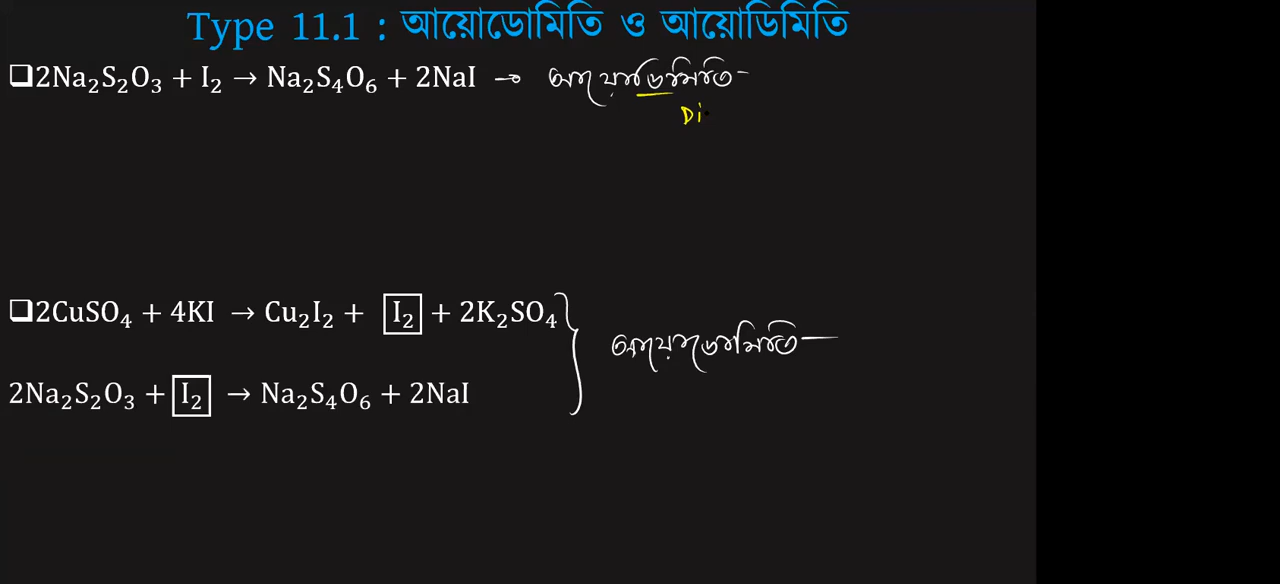 Type 11.1 : আয়োডোমিতি ও আয়োডিমিতি
❑2Na₂S₂O₃ + I₂ → Na₂S₄O₆ + 2NaI → আয়োডিমিতি
Di
❑2CuSO₄ + 4KI → Cu₂I₂ + I₂ + 2K₂SO₄
আয়োডোমিতি
2Na₂S₂O₃ + I₂ → Na₂S₄O₆ + 2NaI